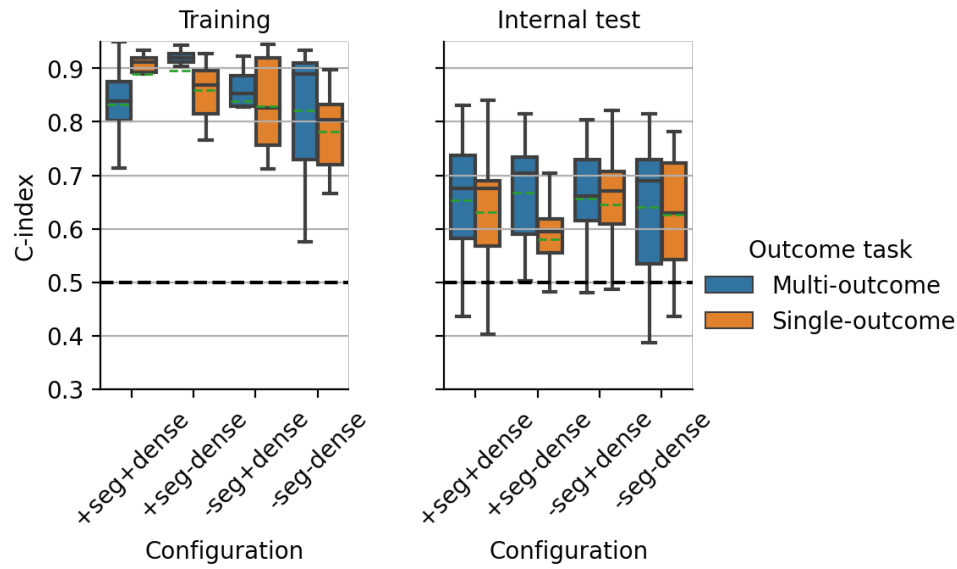 Training
Internal test
C-index
0.9
0.8
0.7
0.6
0.5
0.4
0.3
+seg+dense
+seg-dense
-seg+dense
-seg-dense
Configuration
+seg+dense
+seg-dense
-seg+dense
-seg-dense
Configuration
Outcome task
Multi-outcome
Single-outcome